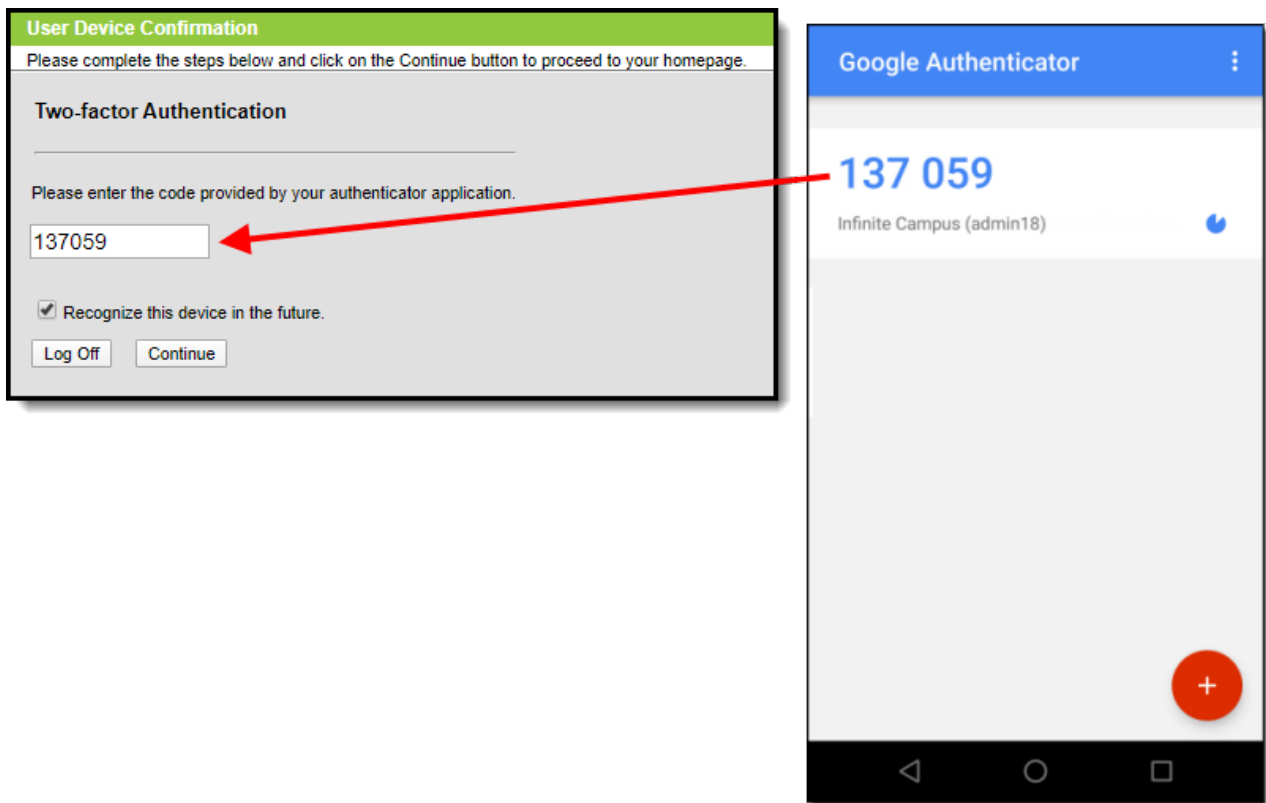 User Device Confirmation
Please complete the steps below and click on the Continue button to proceed to your homepage.
Two-factor Authentication
Please enter the code provided by your authenticator application.
137059
Recognize this device in the future.
Log Off Continue
Google Authenticator
137 059
Infinite Campus (admin18)